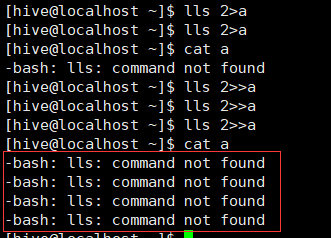 [hive@localhost ~]$ lls 2>a
[hive@localhost ~]$ lls 2>a
[hive@localhost ~]$ cat a
-bash: lls: command not found
[hive@localhost ~]$ lls 2>>a
[hive@localhost ~]$ lls 2>>a
[hive@localhost ~]$ lls 2>>a
[hive@localhost ~]$ cat a
-bash: lls: command not found
-bash: lls: command not found
-bash: lls: command not found
-bash: lls: command not found
[hive@localhost ~]$